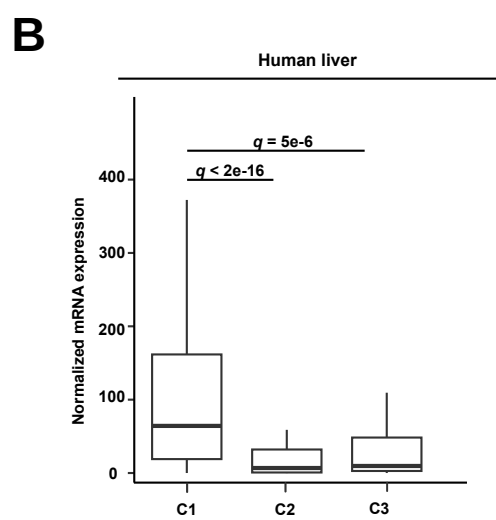 B
Human liver
q = 5e-6
q < 2e-16
400
300
200
100
0
Normalized mRNA expression
C1 C2 C3